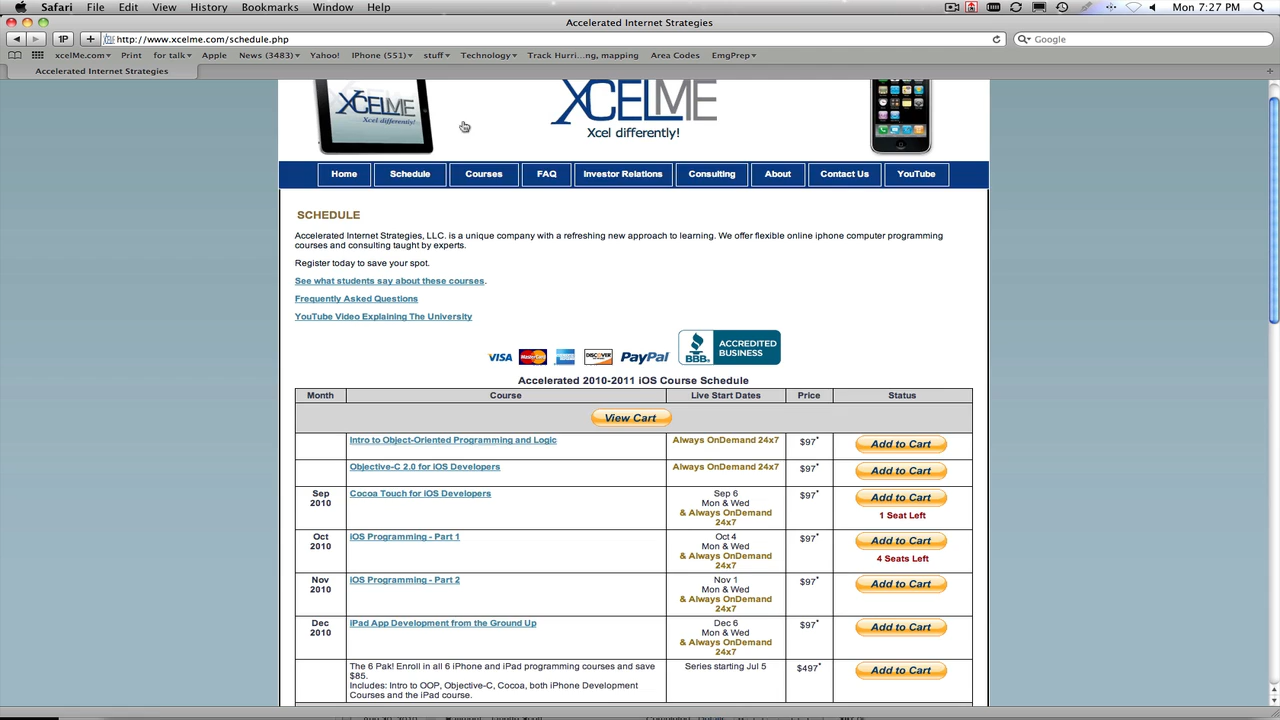 Safari File Edit View History Bookmarks Window Help Mon 7:27 PM
Accelerated Internet Strategies
1P http://www.xcelme.com/schedule.php Google
xcelMe.com Print for talk Apple News (3483) Yahoo! IPhone (551) stuff Technology Track Hurri...ng, mapping Area Codes EmgPrep
Accelerated Internet Strategies
XCELME
Xcel differently!
XCELME
Xcel differently!
Home Schedule Courses FAQ Investor Relations Consulting About Contact Us YouTube
SCHEDULE
Accelerated Internet Strategies, LLC. is a unique company with a refreshing new approach to learning. We offer flexible online iphone computer programming
courses and consulting taught by experts.
Register today to save your spot.
See what students say about these courses.
Frequently Asked Questions
YouTube Video Explaining The University
VISA MasterCard DISCOVER PayPal BBB. ACCREDITED
BUSINESS
Accelerated 2010-2011 iOS Course Schedule
Month Course Live Start Dates Price Status
View Cart
Intro to Object-Oriented Programming and Logic Always OnDemand 24x7 $97* Add to Cart
Objective-C 2.0 for iOS Developers Always OnDemand 24x7 $97* Add to Cart
Sep Cocoa Touch for iOS Developers Sep 6 $97* Add to Cart
2010 Mon & Wed
& Always OnDemand 1 Seat Left
24x7
Oct iOS Programming - Part 1 Oct 4 $97* Add to Cart
2010 Mon & Wed
& Always OnDemand 4 Seats Left
24x7
Nov iOS Programming - Part 2 Nov 1 $97* Add to Cart
2010 Mon & Wed
& Always OnDemand
24x7
Dec iPad App Development from the Ground Up Dec 6 $97* Add to Cart
2010 Mon & Wed
& Always OnDemand
24x7
The 6 Pak! Enroll in all 6 iPhone and iPad programming courses and save Series starting Jul 5 $497* Add to Cart
$85.
Includes: Intro to OOP, Objective-C, Cocoa, both iPhone Development
Courses and the iPad course.